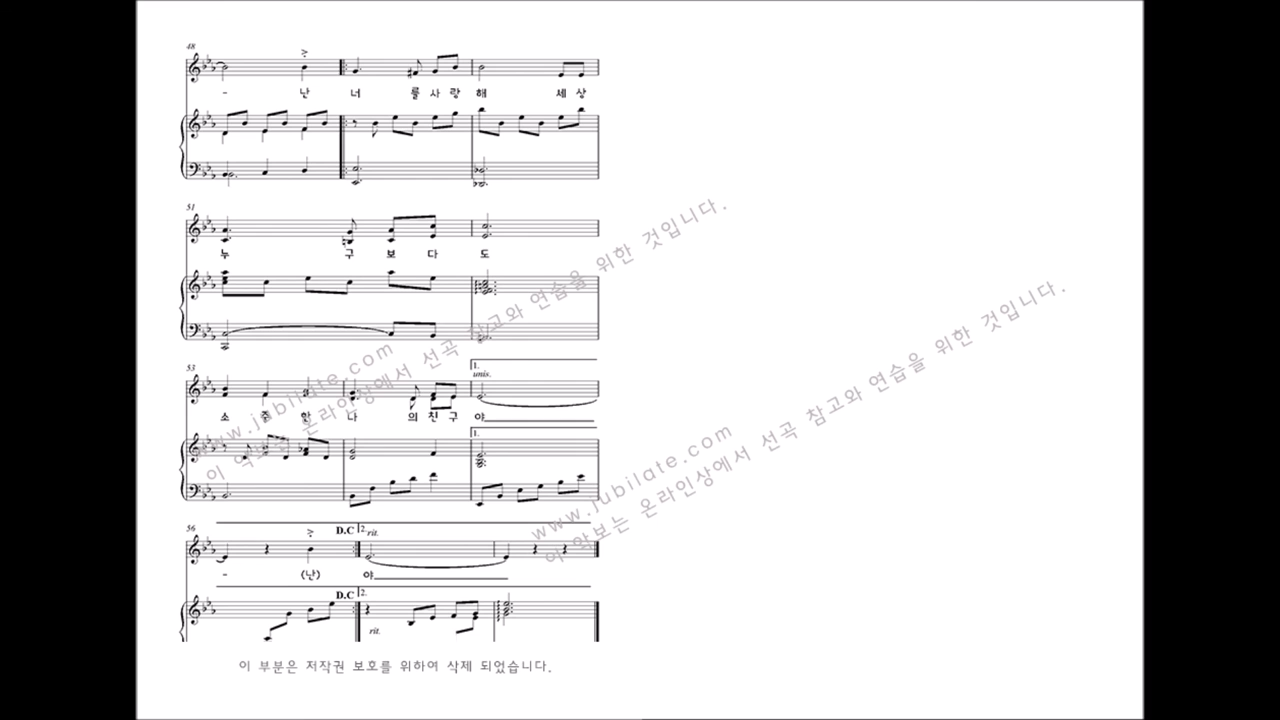 48
- 난 너 를 사 랑 해 세 상
51
누 구 보 다 도
53
1.
unis.
소 중 한 나 의 친 구 야
1.
56
D.C 2. rit.
- (난) 야
D.C 2.
rit.
이 부분은 저작권 보호를 위하여 삭제 되었습니다.
www.jubilate.com
이 악보는 온라인상에서 선곡 참고와 연습을 위한 것입니다.
www.jubilate.com
이 악보는 온라인상에서 선곡 참고와 연습을 위한 것입니다.